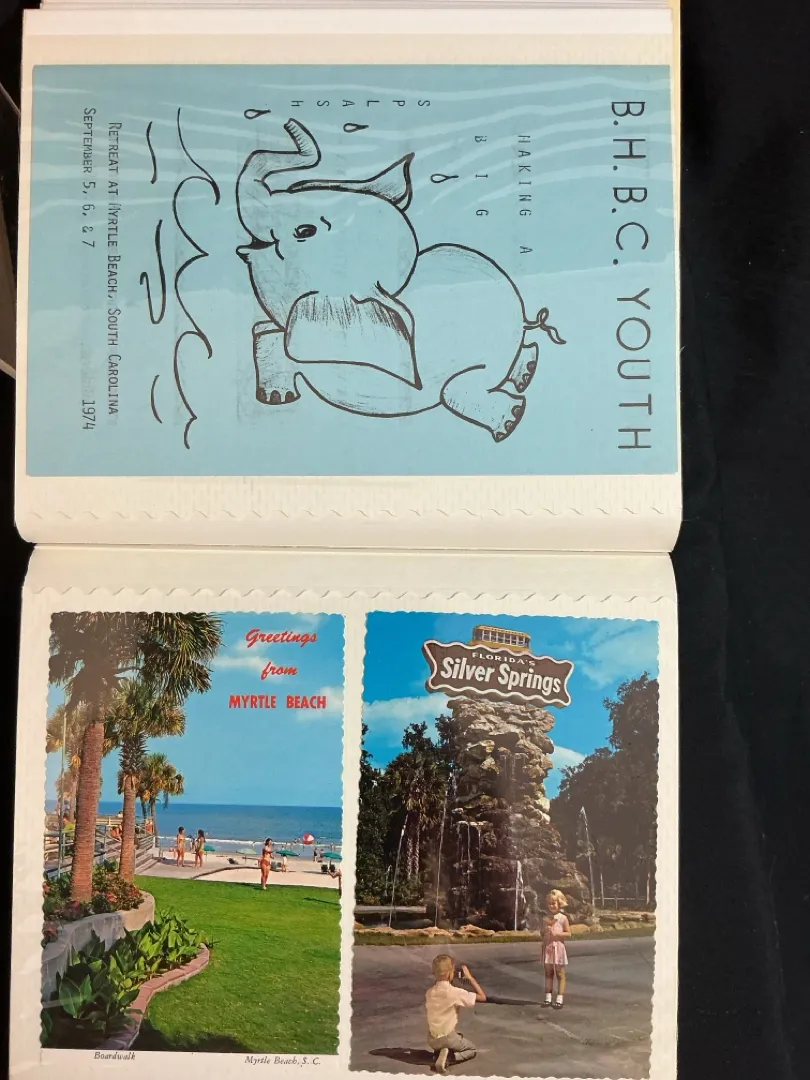 B.H.B.C. YOUTH
MAKING A
BIG
SPLASH
RETREAT AT MYRTLE BEACH, SOUTH CAROLINA
SEPTEMBER 5, 6, & 7 1974
Greetings
from
MYRTLE BEACH
Boardwalk Myrtle Beach, S. C.
FLORIDA'S
Silver Springs